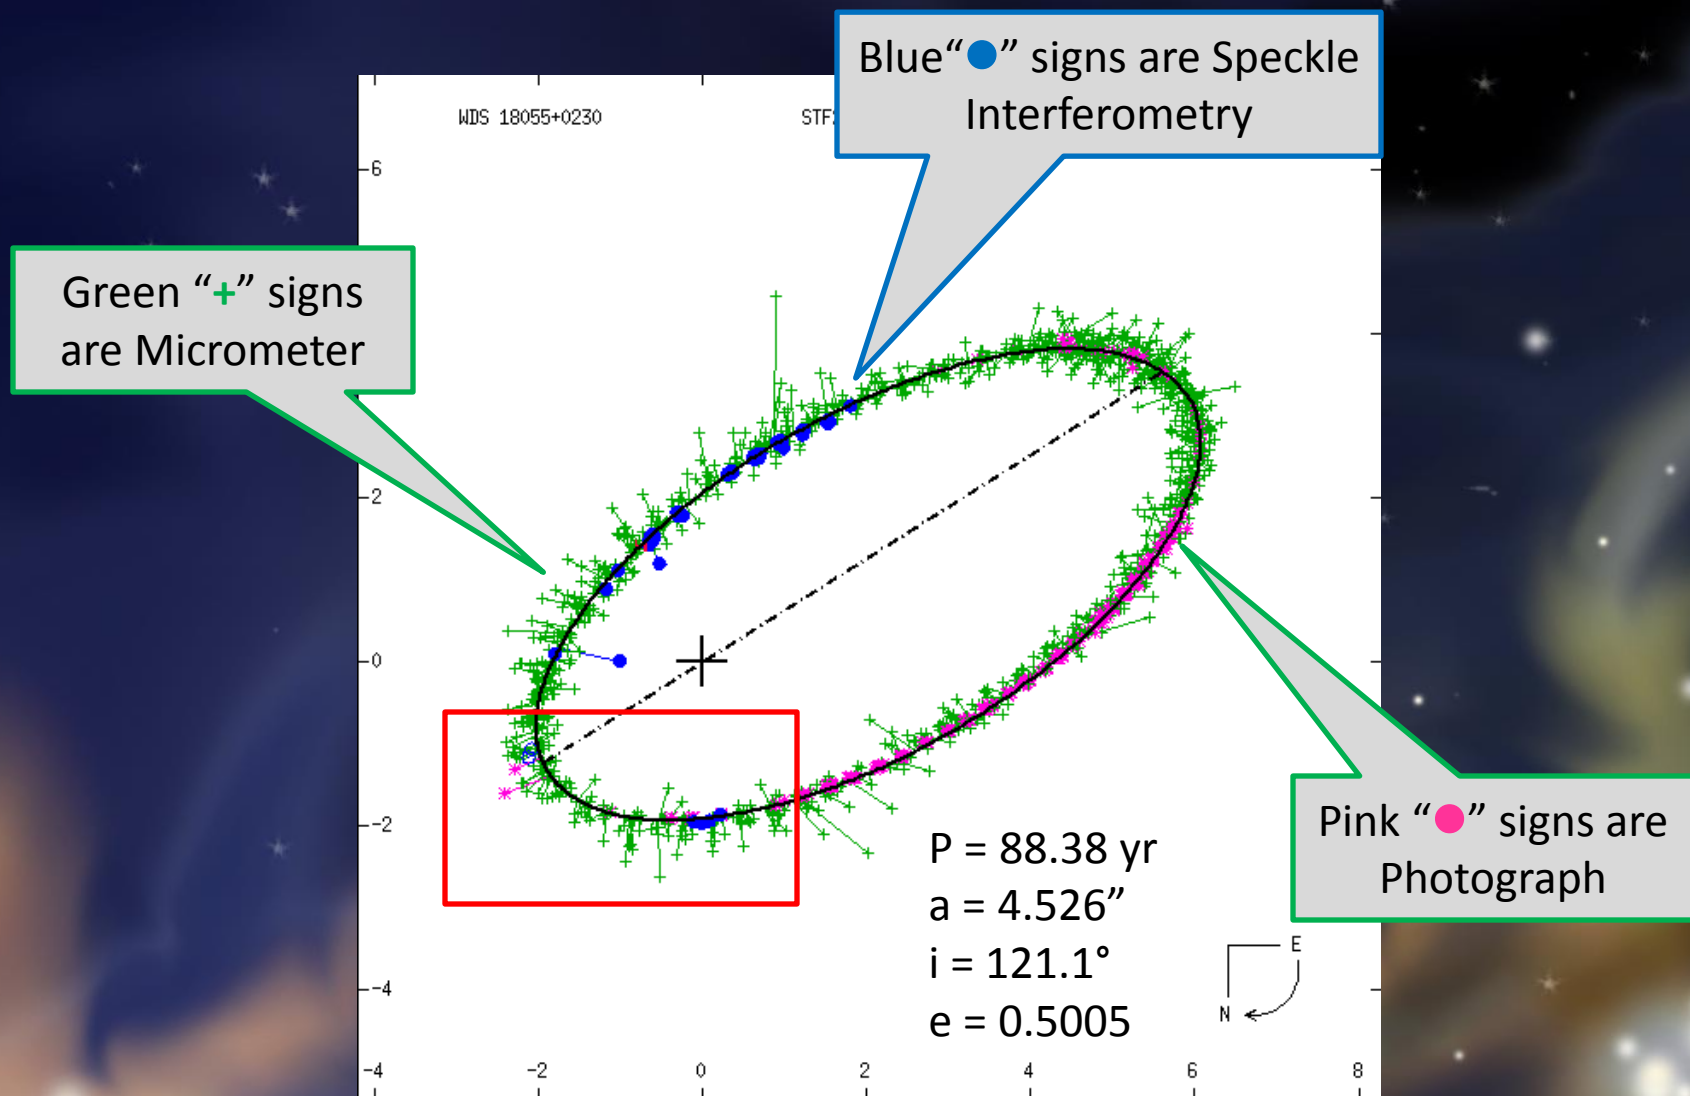 Blue“●” signs are Speckle
Interferometry
WDS 18055+0230
STF
Green “+” signs
are Micrometer
6
2
0
-2
-4
P = 88.38 yr
a = 4.526”
i = 121.1°
e = 0.5005
Pink “●” signs are
Photograph
E
N
-4
-2
0
2
4
6
8